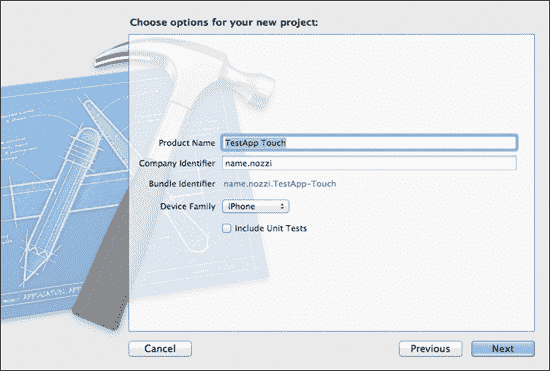 Choose options for your new project:
Product Name TestApp Touch
Company Identifier name.nozzi
Bundle Identifier name.nozzi.TestApp-Touch
Device Family iPhone
Include Unit Tests
Cancel Previous Next